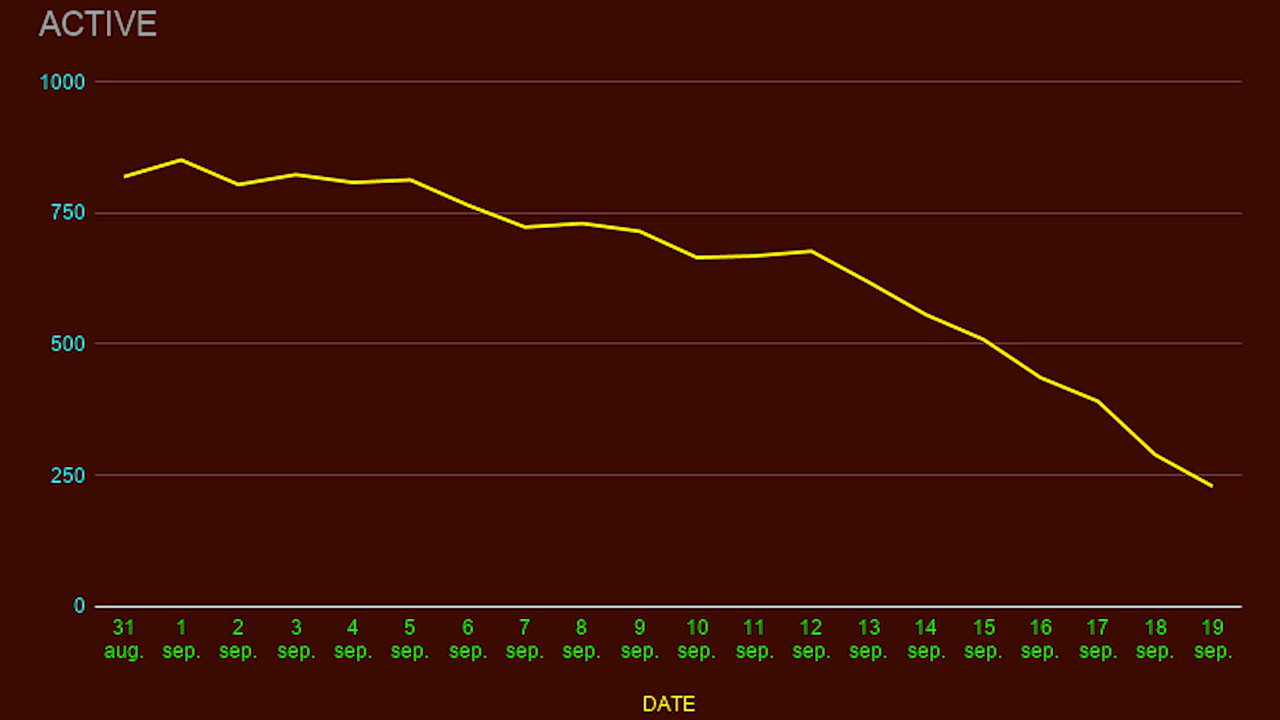 ACTIVE
1000
750
500
250
0
31 1 2 3 4 5 6 7 8 9 10 11 12 13 14 15 16 17 18 19
aug. sep. sep. sep. sep. sep. sep. sep. sep. sep. sep. sep. sep. sep. sep. sep. sep. sep. sep. sep.
DATE